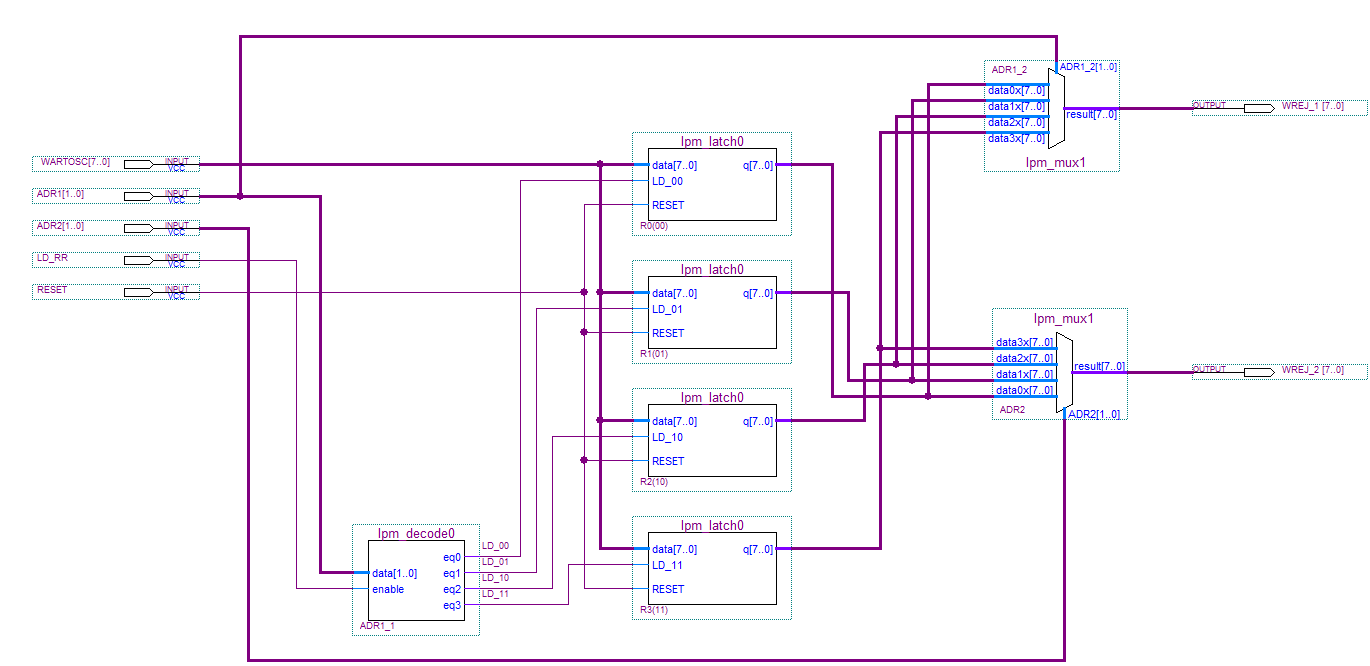 WARTOSC[7..0]
INPUT
VCC
ADR1[1..0]
INPUT
VCC
ADR2[1..0]
INPUT
VCC
LD_RR
INPUT
VCC
RESET
INPUT
VCC
lpm_latch0
data[7..0]
q[7..0]
LD_00
RESET
R0(00)
lpm_latch0
data[7..0]
q[7..0]
LD_01
RESET
R1(01)
lpm_latch0
data[7..0]
q[7..0]
LD_10
RESET
R2(10)
lpm_latch0
data[7..0]
q[7..0]
LD_11
RESET
R3(11)
lpm_decode0
data[1..0]
enable
eq0
eq1
eq2
eq3
ADR1_1
LD_00
LD_01
LD_10
LD_11
ADR1_2
ADR1_2[1..0]
data0x[7..0]
data1x[7..0]
data2x[7..0]
data3x[7..0]
result[7..0]
lpm_mux1
OUTPUT
WREJ_1 [7..0]
lpm_mux1
data3x[7..0]
data2x[7..0]
data1x[7..0]
data0x[7..0]
result[7..0]
ADR2
ADR2[1..0]
OUTPUT
WREJ_2 [7..0]